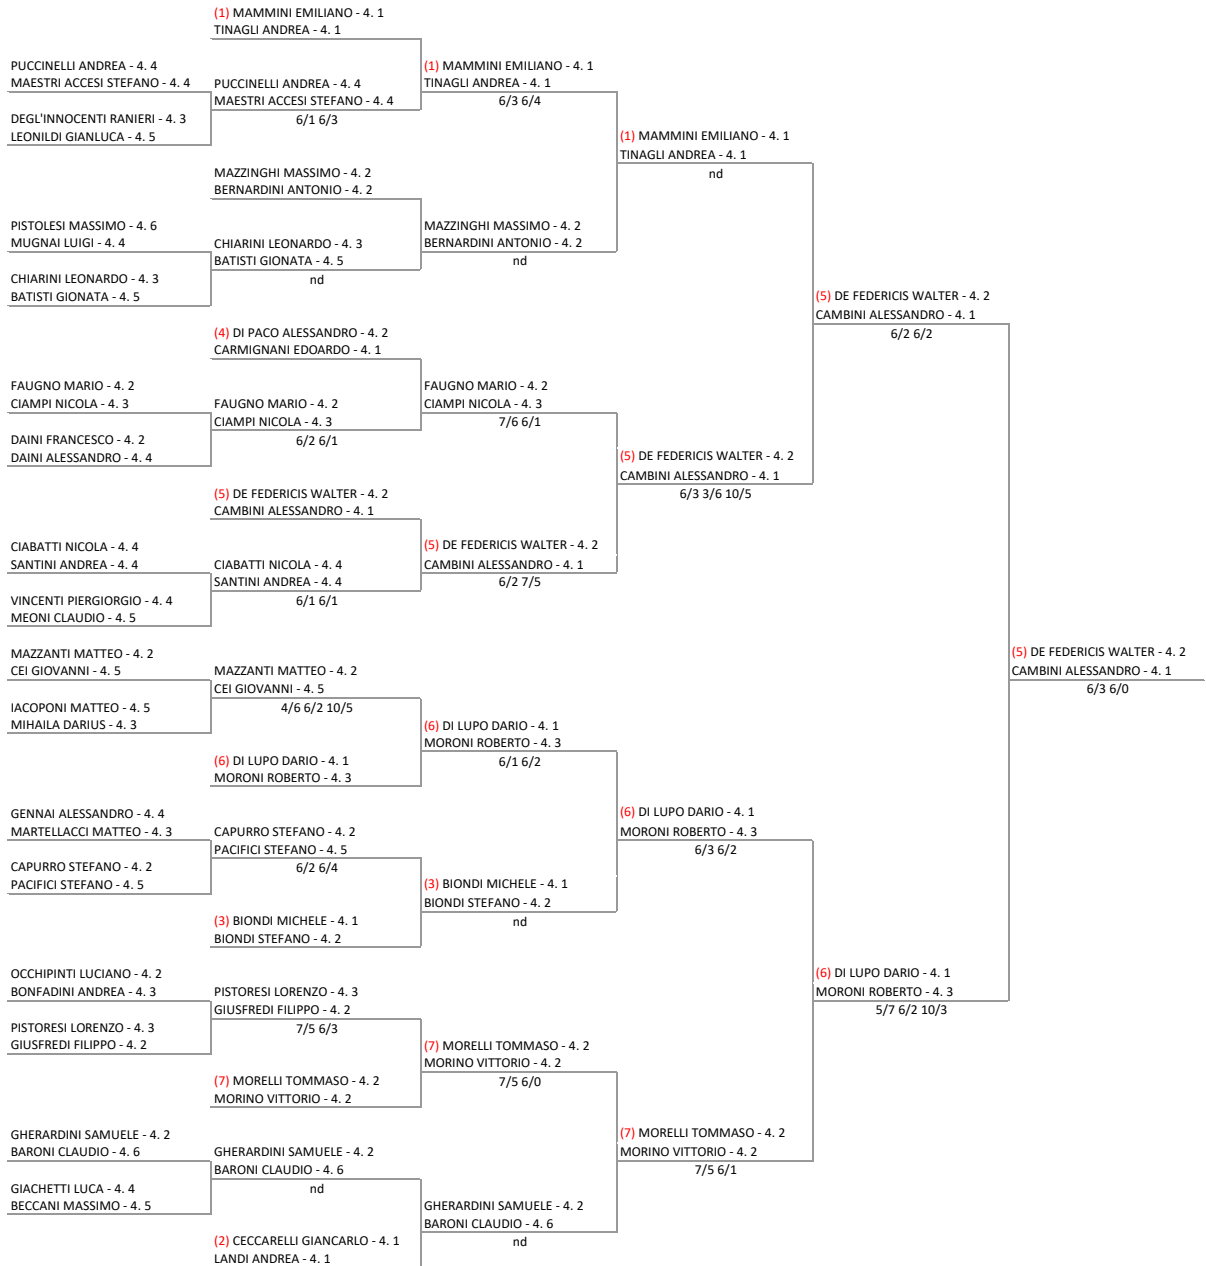 (1) MAMMINI EMILIANO - 4. 1
TINAGLI ANDREA - 4. 1
PUCCINELLI ANDREA - 4. 4
MAESTRI ACCESI STEFANO - 4. 4
DEGL'INNOCENTI RANIERI - 4. 3
LEONILDI GIANLUCA - 4. 5
PUCCINELLI ANDREA - 4. 4
MAESTRI ACCESI STEFANO - 4. 4
6/1 6/3
(1) MAMMINI EMILIANO - 4. 1
TINAGLI ANDREA - 4. 1
6/3 6/4
MAZZINGHI MASSIMO - 4. 2
BERNARDINI ANTONIO - 4. 2
PISTOLESI MASSIMO - 4. 6
MUGNAI LUIGI - 4. 4
CHIARINI LEONARDO - 4. 3
BATISTI GIONATA - 4. 5
CHIARINI LEONARDO - 4. 3
BATISTI GIONATA - 4. 5
nd
MAZZINGHI MASSIMO - 4. 2
BERNARDINI ANTONIO - 4. 2
nd
(1) MAMMINI EMILIANO - 4. 1
TINAGLI ANDREA - 4. 1
nd
(4) DI PACO ALESSANDRO - 4. 2
CARMIGNANI EDOARDO - 4. 1
FAUGNO MARIO - 4. 2
CIAMPI NICOLA - 4. 3
DAINI FRANCESCO - 4. 2
DAINI ALESSANDRO - 4. 4
FAUGNO MARIO - 4. 2
CIAMPI NICOLA - 4. 3
6/2 6/1
FAUGNO MARIO - 4. 2
CIAMPI NICOLA - 4. 3
7/6 6/1
(5) DE FEDERICIS WALTER - 4. 2
CAMBINI ALESSANDRO - 4. 1
CIABATTI NICOLA - 4. 4
SANTINI ANDREA - 4. 4
VINCENTI PIERGIORGIO - 4. 4
MEONI CLAUDIO - 4. 5
CIABATTI NICOLA - 4. 4
SANTINI ANDREA - 4. 4
6/1 6/1
(5) DE FEDERICIS WALTER - 4. 2
CAMBINI ALESSANDRO - 4. 1
6/2 7/5
(5) DE FEDERICIS WALTER - 4. 2
CAMBINI ALESSANDRO - 4. 1
6/3 3/6 10/5
(5) DE FEDERICIS WALTER - 4. 2
CAMBINI ALESSANDRO - 4. 1
6/2 6/2
MAZZANTI MATTEO - 4. 2
CEI GIOVANNI - 4. 5
IACOPONI MATTEO - 4. 5
MIHAILA DARIUS - 4. 3
MAZZANTI MATTEO - 4. 2
CEI GIOVANNI - 4. 5
4/6 6/2 10/5
(6) DI LUPO DARIO - 4. 1
MORONI ROBERTO - 4. 3
(6) DI LUPO DARIO - 4. 1
MORONI ROBERTO - 4. 3
6/1 6/2
GENNAI ALESSANDRO - 4. 4
MARTELLACCI MATTEO - 4. 3
CAPURRO STEFANO - 4. 2
PACIFICI STEFANO - 4. 5
CAPURRO STEFANO - 4. 2
PACIFICI STEFANO - 4. 5
6/2 6/4
(3) BIONDI MICHELE - 4. 1
BIONDI STEFANO - 4. 2
(3) BIONDI MICHELE - 4. 1
BIONDI STEFANO - 4. 2
nd
(6) DI LUPO DARIO - 4. 1
MORONI ROBERTO - 4. 3
6/3 6/2
OCCHIPINTI LUCIANO - 4. 2
BONFADINI ANDREA - 4. 3
PISTORESI LORENZO - 4. 3
GIUSFREDI FILIPPO - 4. 2
PISTORESI LORENZO - 4. 3
GIUSFREDI FILIPPO - 4. 2
7/5 6/3
(7) MORELLI TOMMASO - 4. 2
MORINO VITTORIO - 4. 2
(7) MORELLI TOMMASO - 4. 2
MORINO VITTORIO - 4. 2
7/5 6/0
GHERARDINI SAMUELE - 4. 2
BARONI CLAUDIO - 4. 6
GIACHETTI LUCA - 4. 4
BECCANI MASSIMO - 4. 5
GHERARDINI SAMUELE - 4. 2
BARONI CLAUDIO - 4. 6
nd
(2) CECCARELLI GIANCARLO - 4. 1
LANDI ANDREA - 4. 1
GHERARDINI SAMUELE - 4. 2
BARONI CLAUDIO - 4. 6
nd
(7) MORELLI TOMMASO - 4. 2
MORINO VITTORIO - 4. 2
7/5 6/1
(6) DI LUPO DARIO - 4. 1
MORONI ROBERTO - 4. 3
5/7 6/2 10/3
(5) DE FEDERICIS WALTER - 4. 2
CAMBINI ALESSANDRO - 4. 1
6/3 6/0